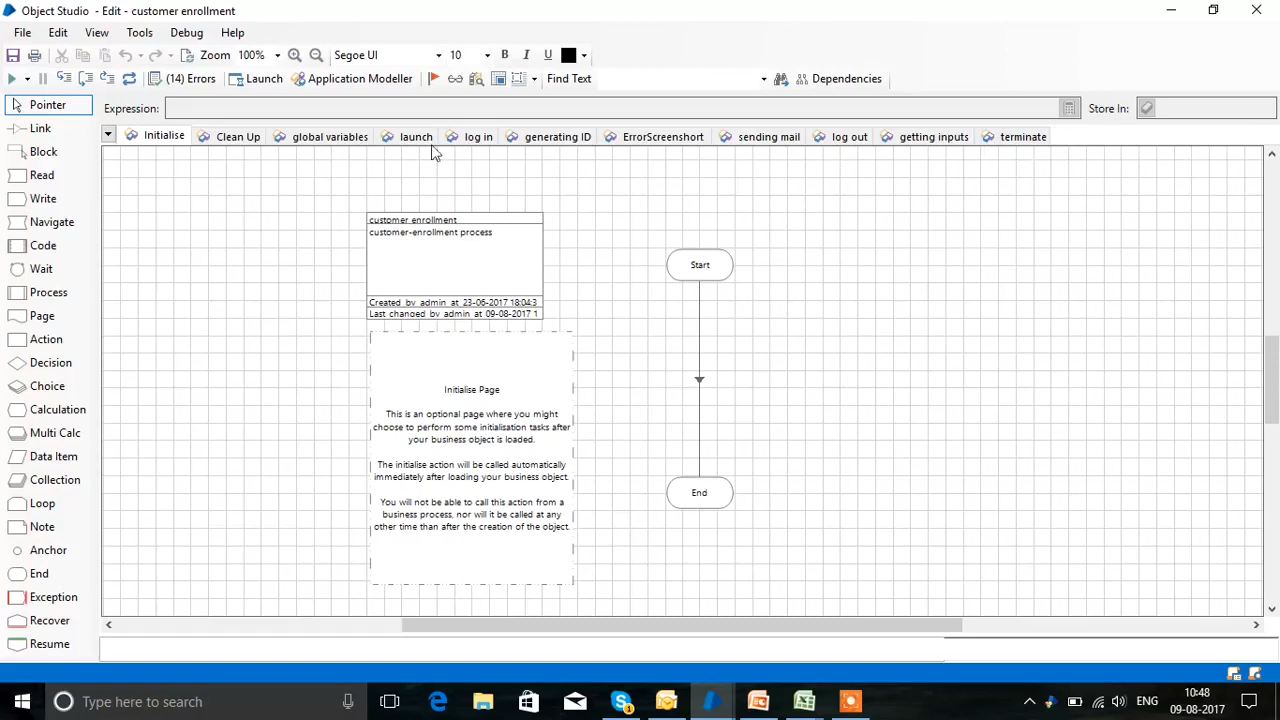 Object Studio - Edit - customer enrollment
File Edit View Tools Debug Help
Zoom 100% Segoe UI 10 B I U
(14) Errors Launch Application Modeller Find Text Dependencies
Expression: Store In:
Pointer
Link
Block
Read
Write
Navigate
Code
Wait
Process
Page
Action
Decision
Choice
Calculation
Multi Calc
Data Item
Collection
Loop
Note
Anchor
End
Exception
Recover
Resume
Initialise Clean Up global variables launch log in generating ID ErrorScreenshort sending mail log out getting inputs terminate
customer enrollment
customer-enrollment process
Created by admin at 23-06-2017 18:04:3
Last changed by admin at 09-08-2017 1
Initialise Page
This is an optional page where you might
choose to perform some initialisation tasks after
your business object is loaded.
The initialise action will be called automatically
immediately after loading your business object.
You will not be able to call this action from a
business process, nor will it be called at any
other time than after the creation of the object.
Start
End
Type here to search
ENG
10:48
09-08-2017